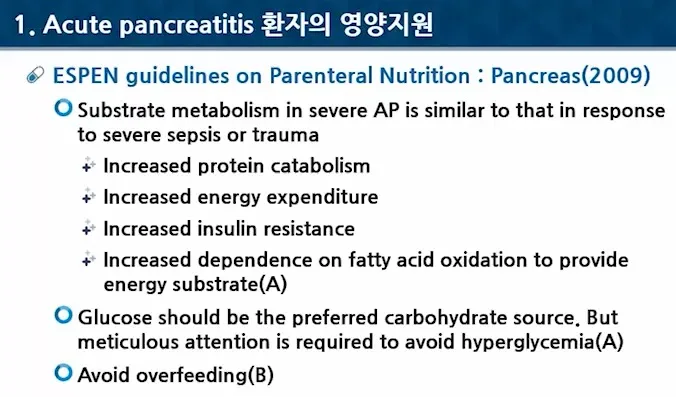 1. Acute pancreatitis 환자의 영양지원
ESPEN guidelines on Parenteral Nutrition : Pancreas(2009)
Substrate metabolism in severe AP is similar to that in response
to severe sepsis or trauma
Increased protein catabolism
Increased energy expenditure
Increased insulin resistance
Increased dependence on fatty acid oxidation to provide
energy substrate(A)
Glucose should be the preferred carbohydrate source. But
meticulous attention is required to avoid hyperglycemia(A)
Avoid overfeeding(B)